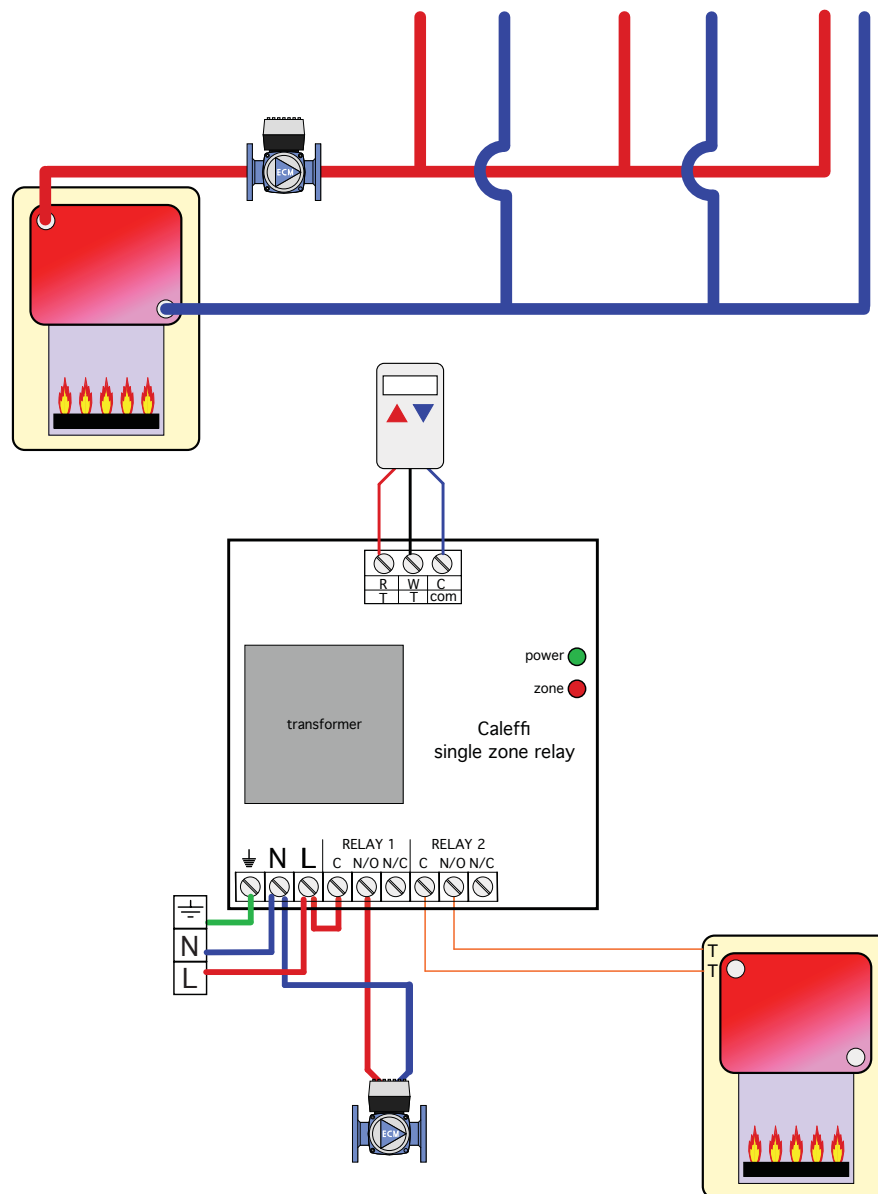 ECM
R W C
T T com
power
zone
transformer
Caleffi
single zone relay
RELAY 1 RELAY 2
N L C N/O N/C C N/O N/C
N
L
T
T
ECM